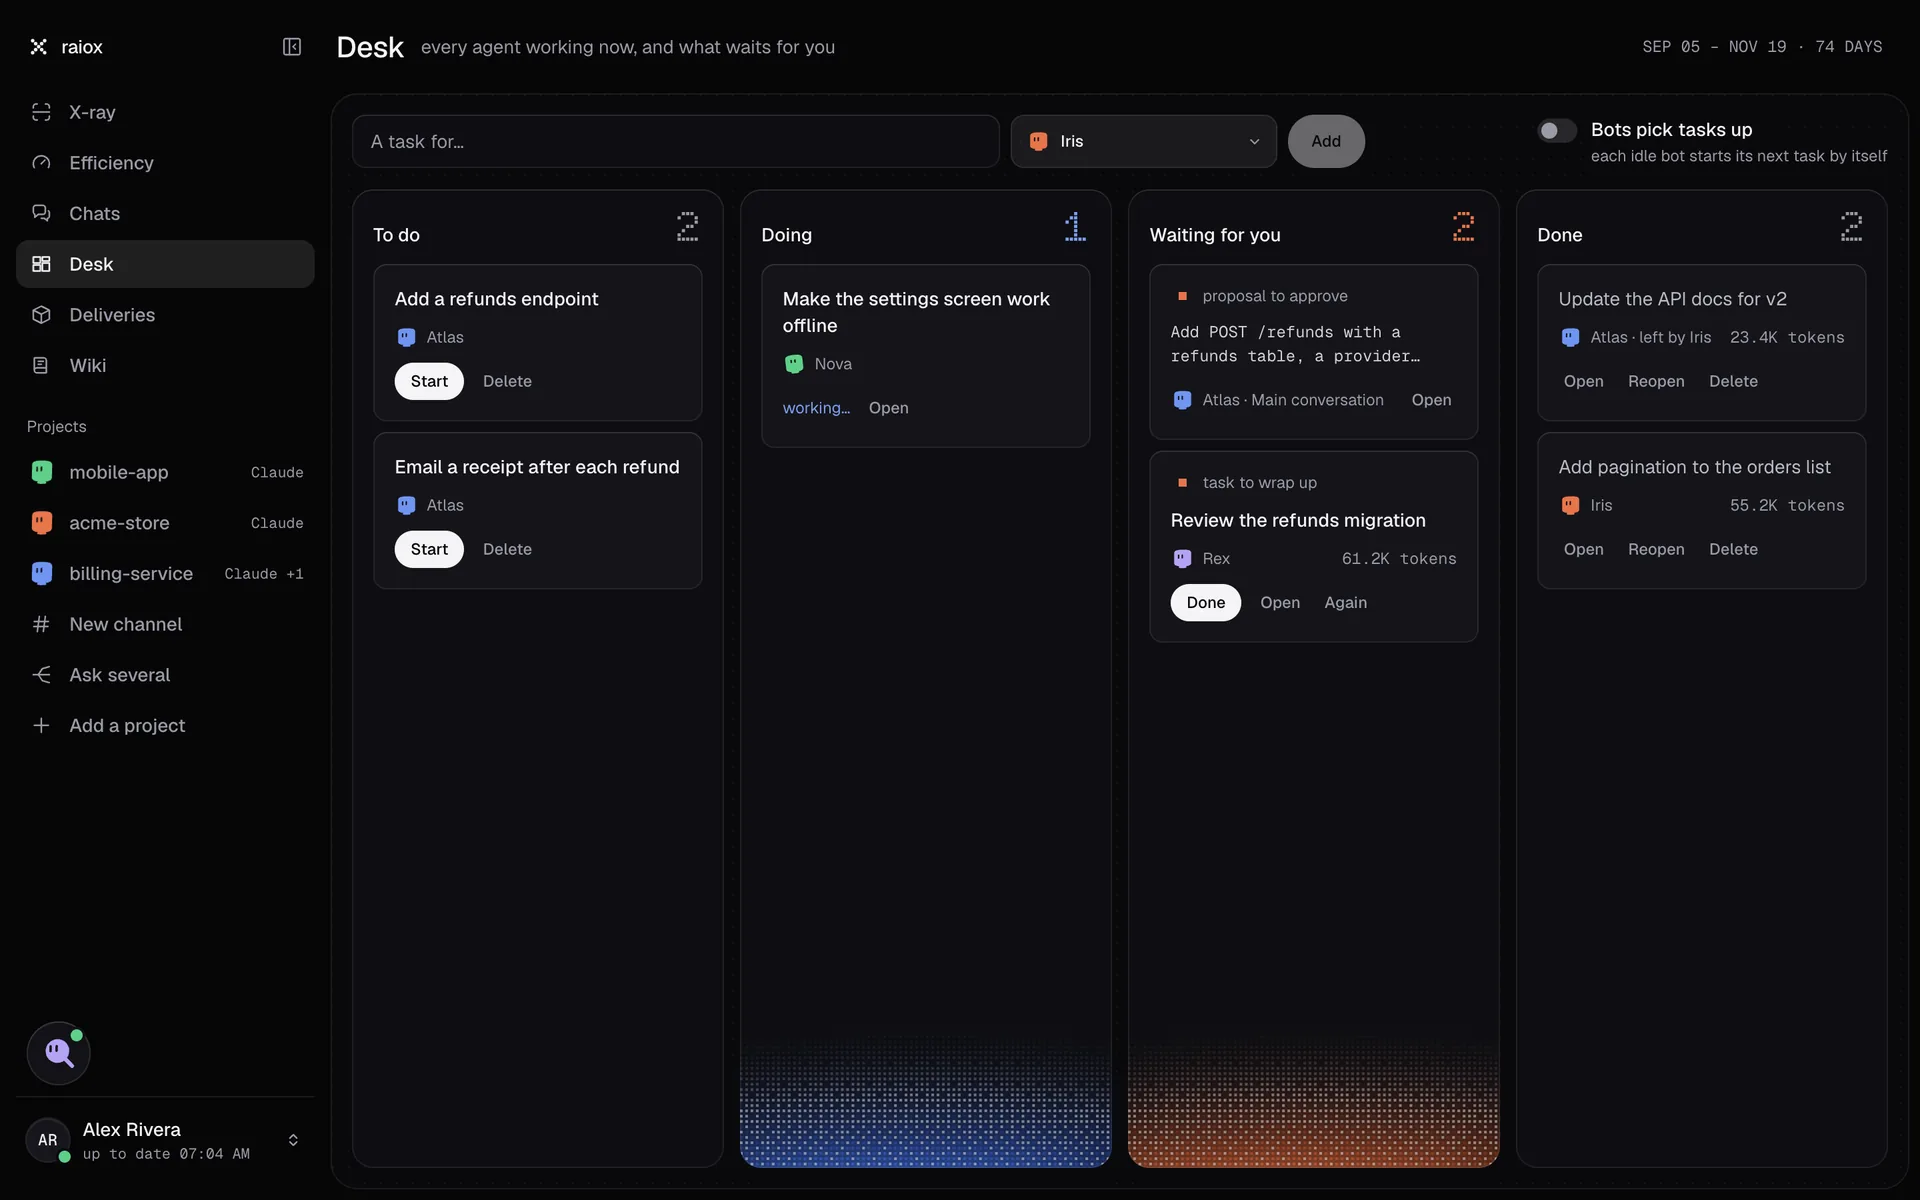 raiox
X-ray
Efficiency
Chats
Desk
Deliveries
Wiki
Projects
mobile-app Claude
acme-store Claude
billing-service Claude +1
New channel
Ask several
Add a project
AR
Alex Rivera
up to date 07:04 AM
Desk every agent working now, and what waits for you
SEP 05 – NOV 19 · 74 DAYS
A task for…
Iris
Add
Bots pick tasks up
each idle bot starts its next task by itself
To do 2
Add a refunds endpoint
Atlas
Start Delete
Email a receipt after each refund
Atlas
Start Delete
Doing 1
Make the settings screen work
offline
Nova
working… Open
Waiting for you 2
proposal to approve
Add POST /refunds with a
refunds table, a provider…
Atlas · Main conversation Open
task to wrap up
Review the refunds migration
Rex 61.2K tokens
Done Open Again
Done 2
Update the API docs for v2
Atlas · left by Iris 23.4K tokens
Open Reopen Delete
Add pagination to the orders list
Iris 55.2K tokens
Open Reopen Delete